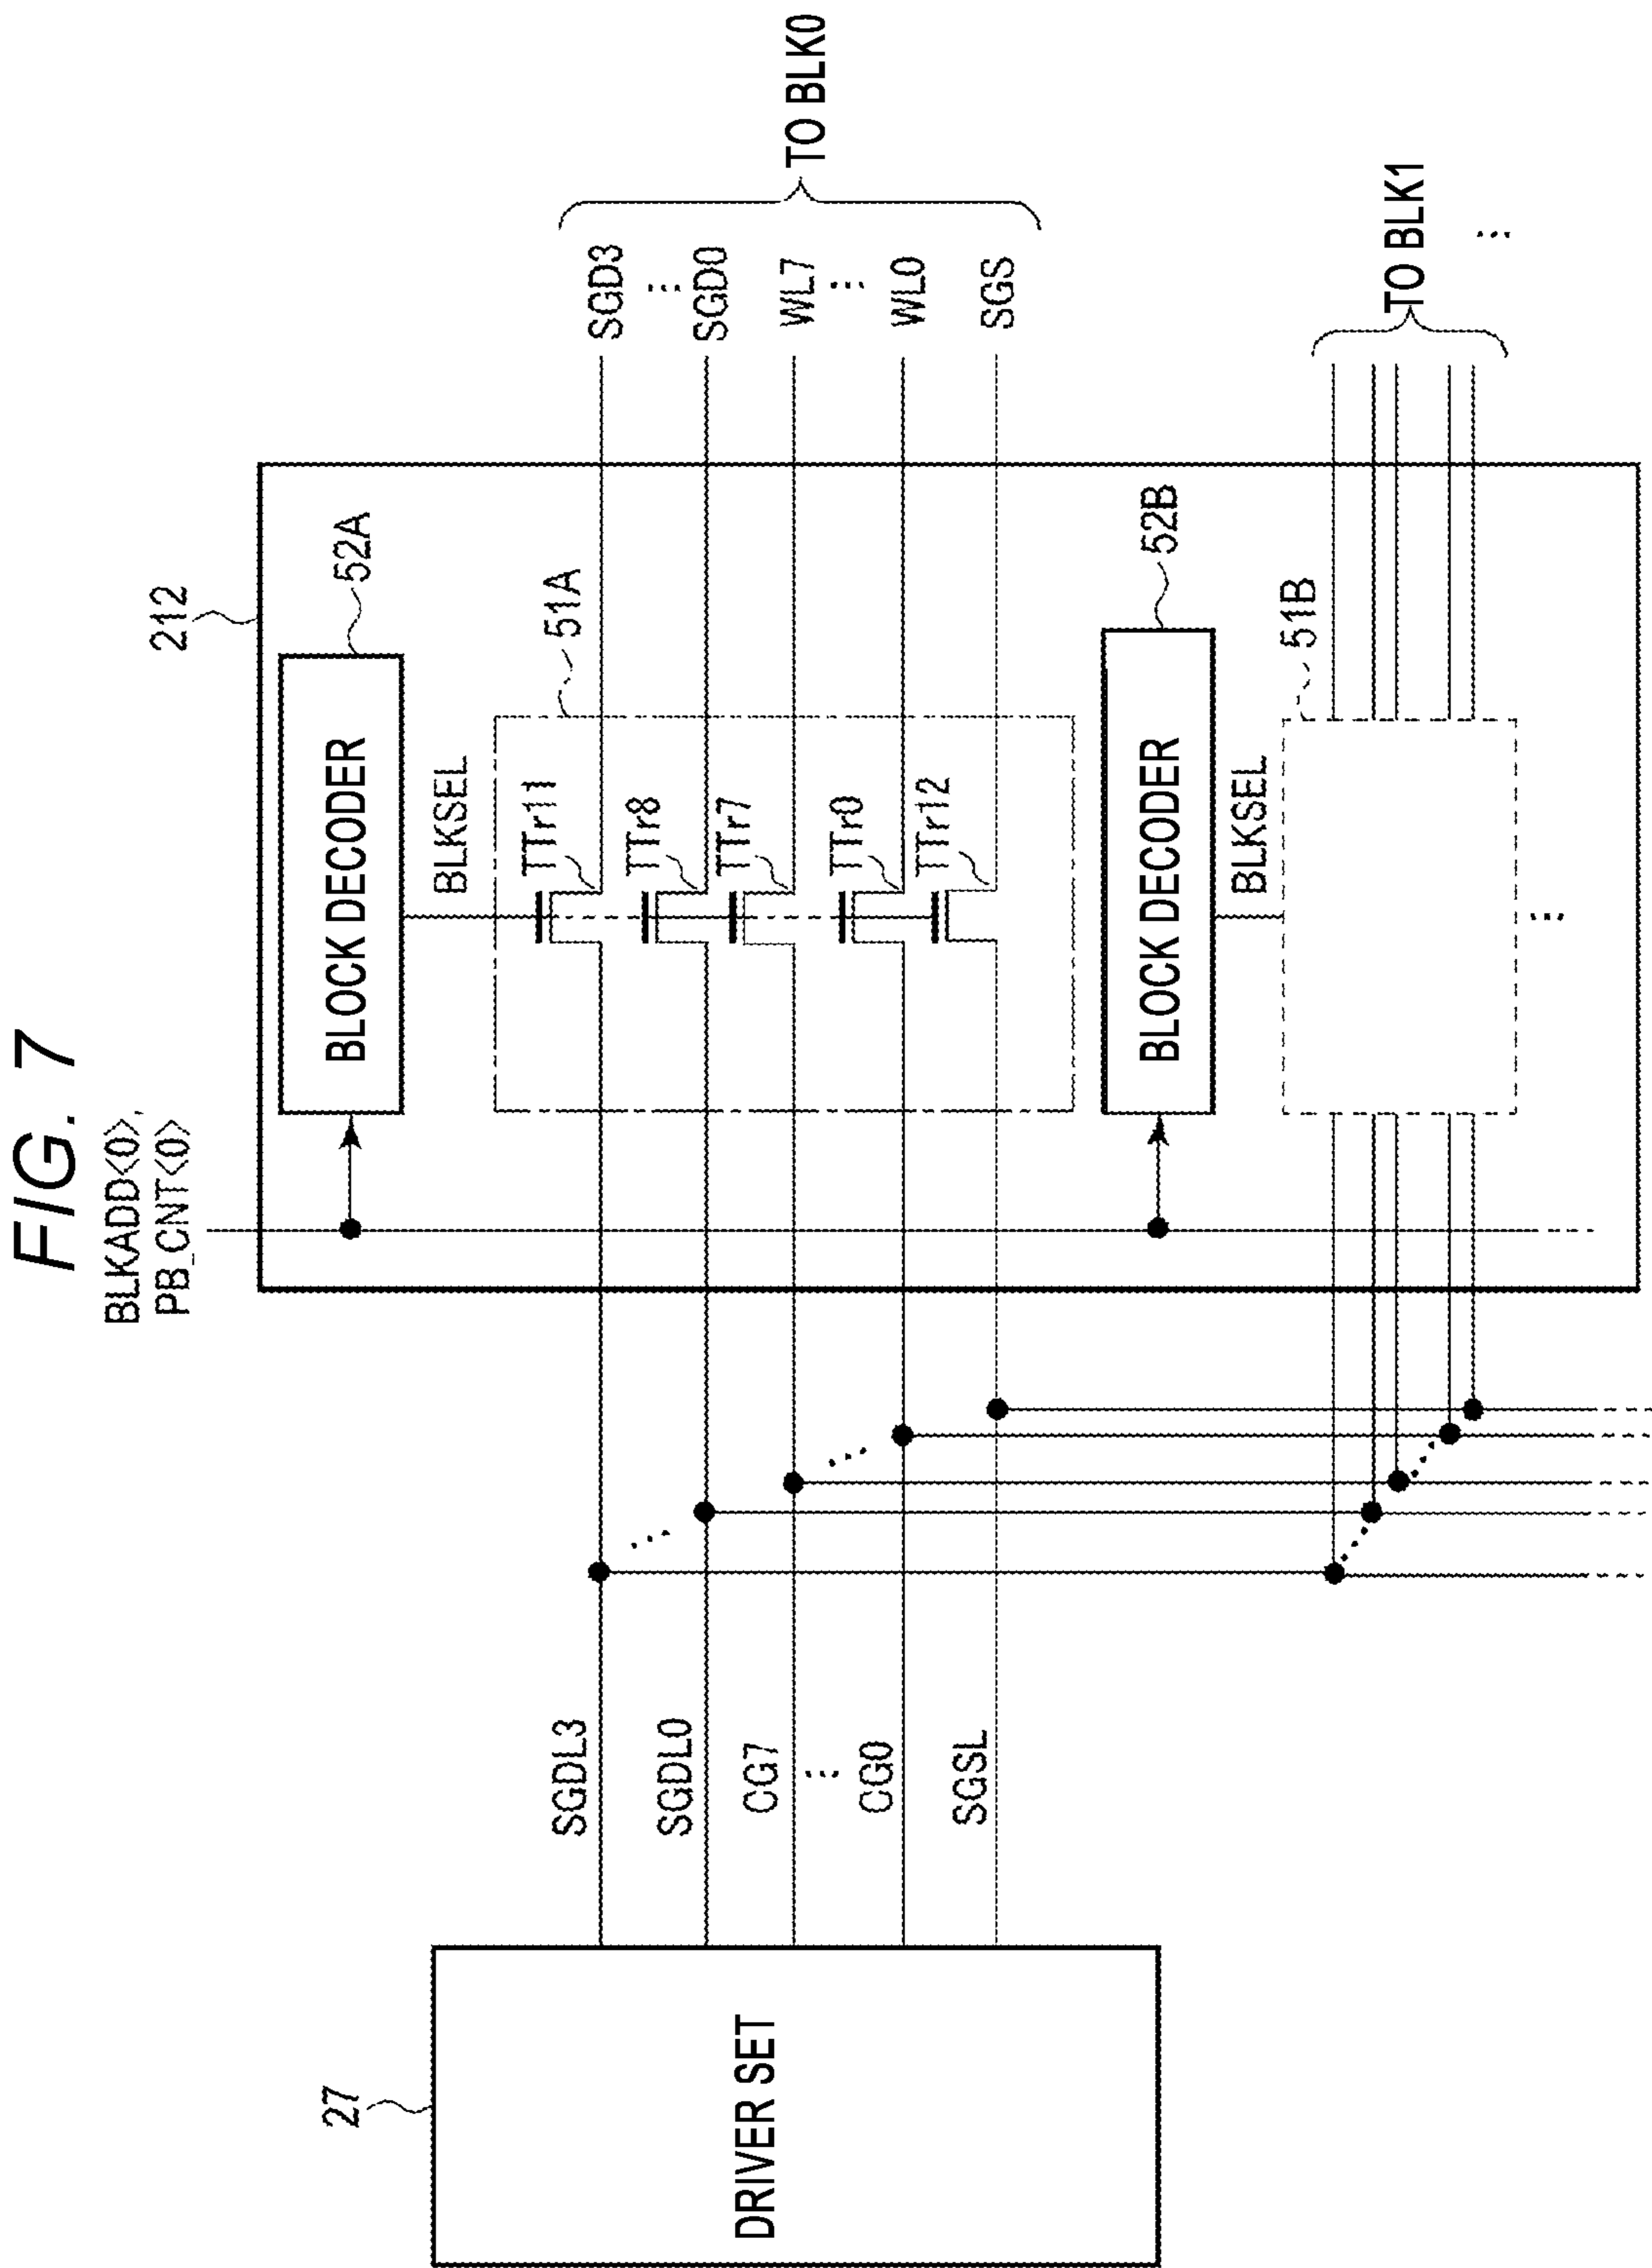 FIG. 7
BLKADD<0>,
PB_CNT<0>
212
BLOCK DECODER
52A
BLKSEL
51A
TTr11
TTr8
TTr7
TTr0
TTr12
BLOCK DECODER
52B
BLKSEL
51B
...
27
DRIVER SET
SGDL3
SGDL0
CG7
...
CG0
SGSL
SGD3
...
SGD0
WL7
...
WL0
SGS
TO BLK0
TO BLK1
...